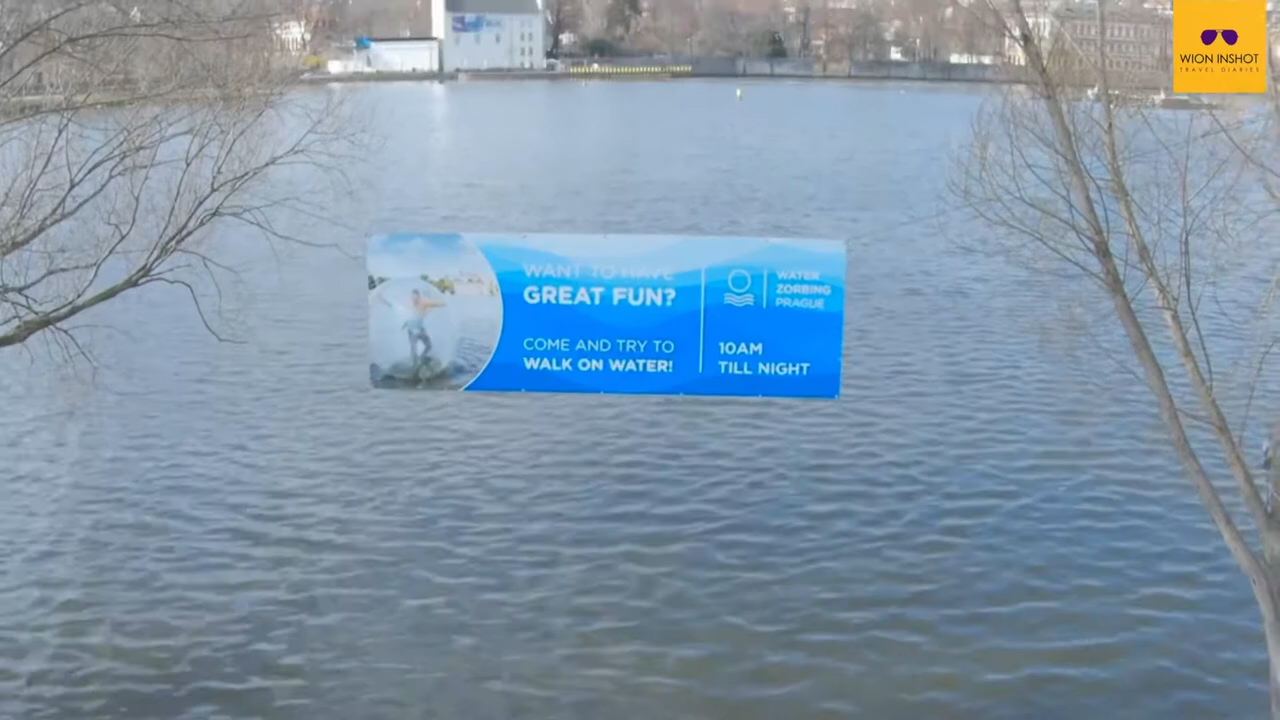 WION INSHOT
TRAVEL DIARIES
WANT TO HAVE
GREAT FUN?
COME AND TRY TO
WALK ON WATER!
WATER
ZORBING
PRAGUE
10AM
TILL NIGHT